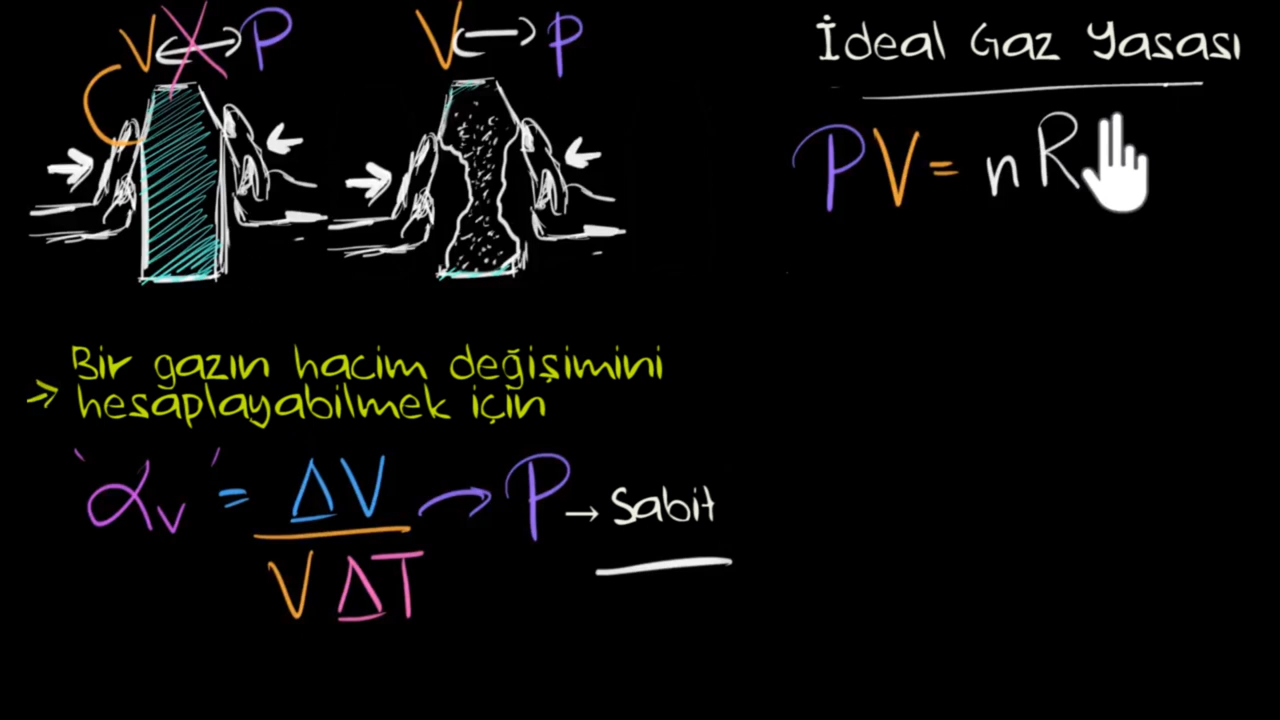 V ↔ P
V ↔ P
İdeal Gaz Yasası
PV = nR
Bir gazın hacim değişimini
hesaplayabilmek için
'αᵥ' = ΔV / VΔT → P → Sabit